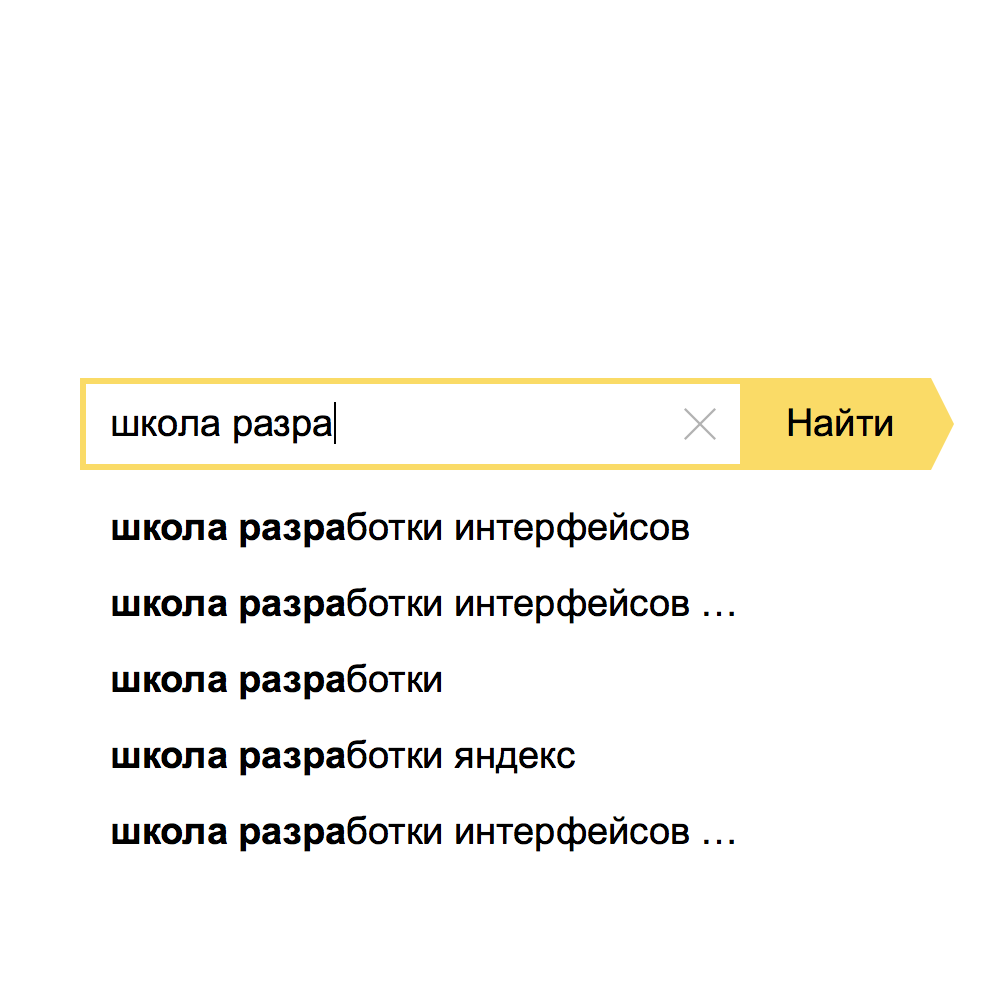 школа разра
Найти
школа разработки интерфейсов
школа разработки интерфейсов ...
школа разработки
школа разработки яндекс
школа разработки интерфейсов ...